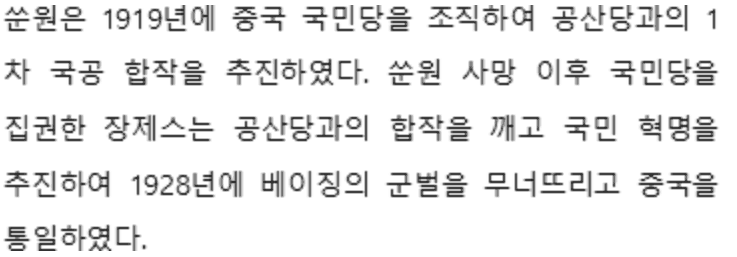 쑨원은 1919년에 중국 국민당을 조직하여 공산당과의 1
차 국공 합작을 추진하였다. 쑨원 사망 이후 국민당을
집권한 장제스는 공산당과의 합작을 깨고 국민 혁명을
추진하여 1928년에 베이징의 군벌을 무너뜨리고 중국을
통일하였다.